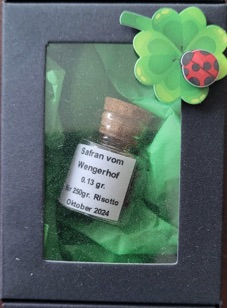 Safran vom
Wengerhof
0.13 gr.
für 250gr. Risotto
Oktober 2024